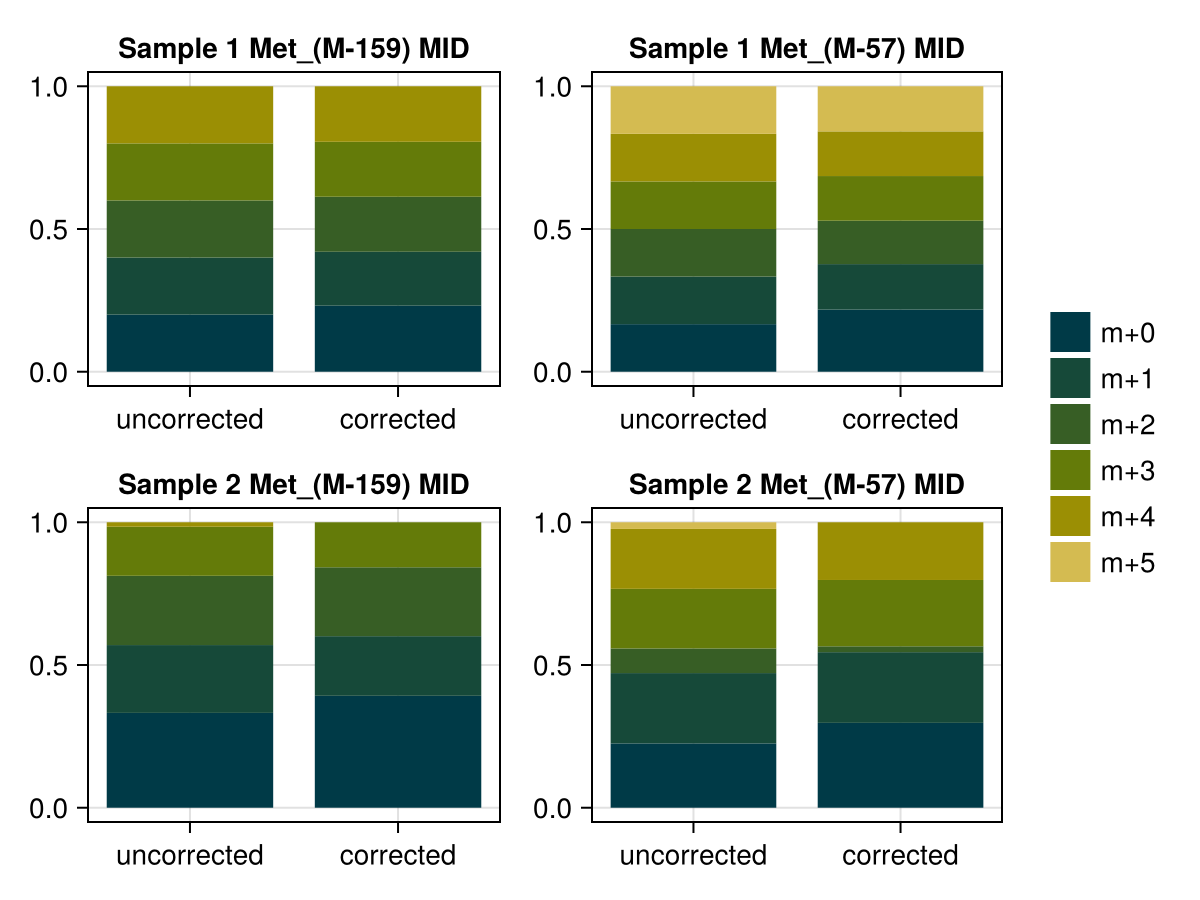 Sample 1 Met_(M-159) MID
1.0
0.5
0.0
uncorrected corrected
Sample 1 Met_(M-57) MID
1.0
0.5
0.0
uncorrected corrected
Sample 2 Met_(M-159) MID
1.0
0.5
0.0
uncorrected corrected
Sample 2 Met_(M-57) MID
1.0
0.5
0.0
uncorrected corrected
m+0
m+1
m+2
m+3
m+4
m+5